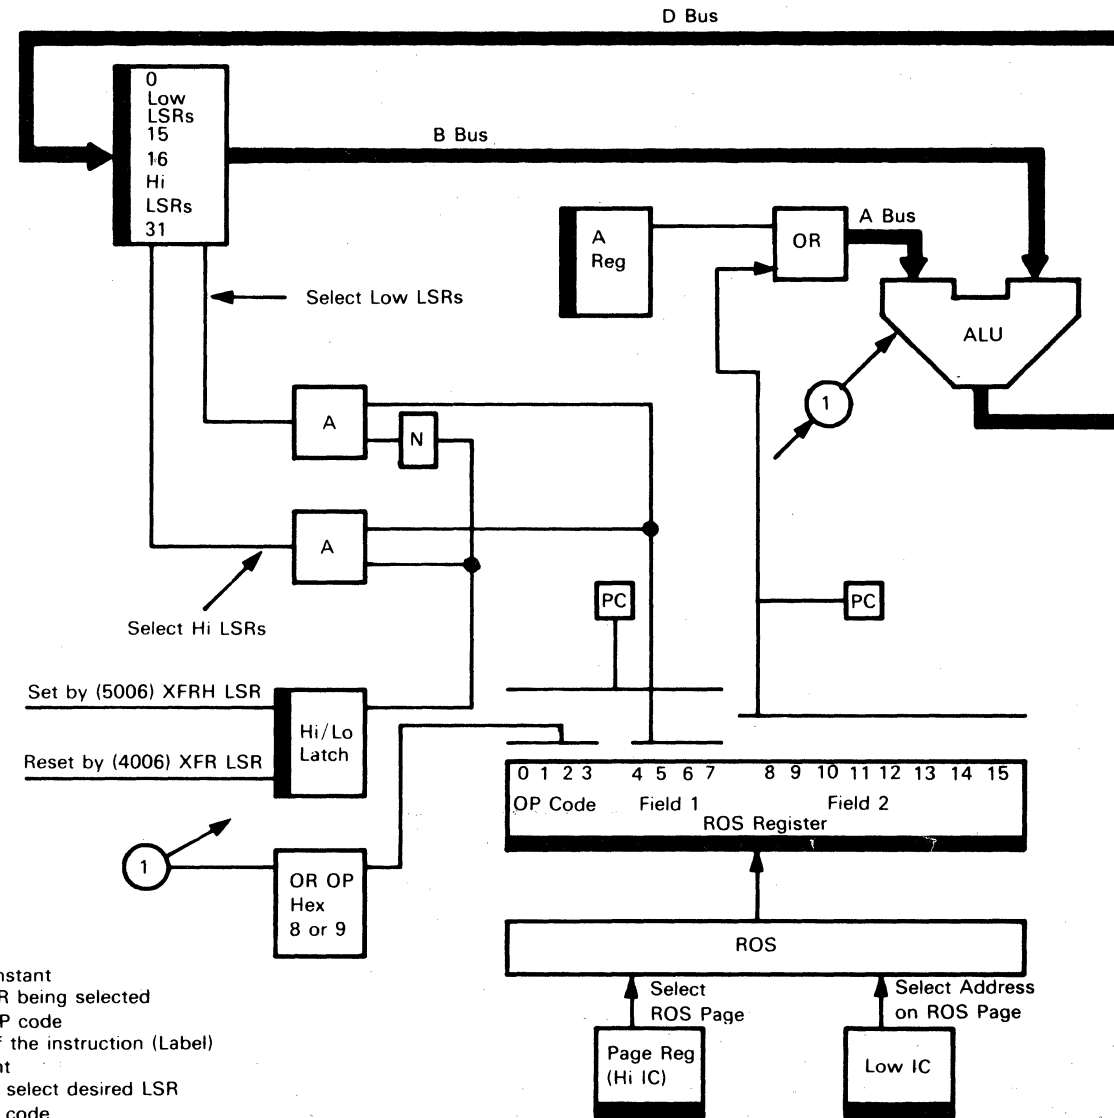 D Bus
0
Low
LSRs
15
16
Hi
LSRs
31
B Bus
A
Reg
OR
A Bus
Select Low LSRs
ALU
1
A
N
A
PC
PC
Select Hi LSRs
Set by (5006) XFRH LSR
Hi/Lo
Latch
Reset by (4006) XFR LSR
0 1 2 3 4 5 6 7 8 9 10 11 12 13 14 15
OP Code Field 1 Field 2
ROS Register
1
OR OP
Hex
8 or 9
ROS
Select
ROS Page
Select Address
on ROS Page
Page Reg
(Hi IC)
Low IC
nstant
R being selected
P code
f the instruction (Label)
nt
select desired LSR
code